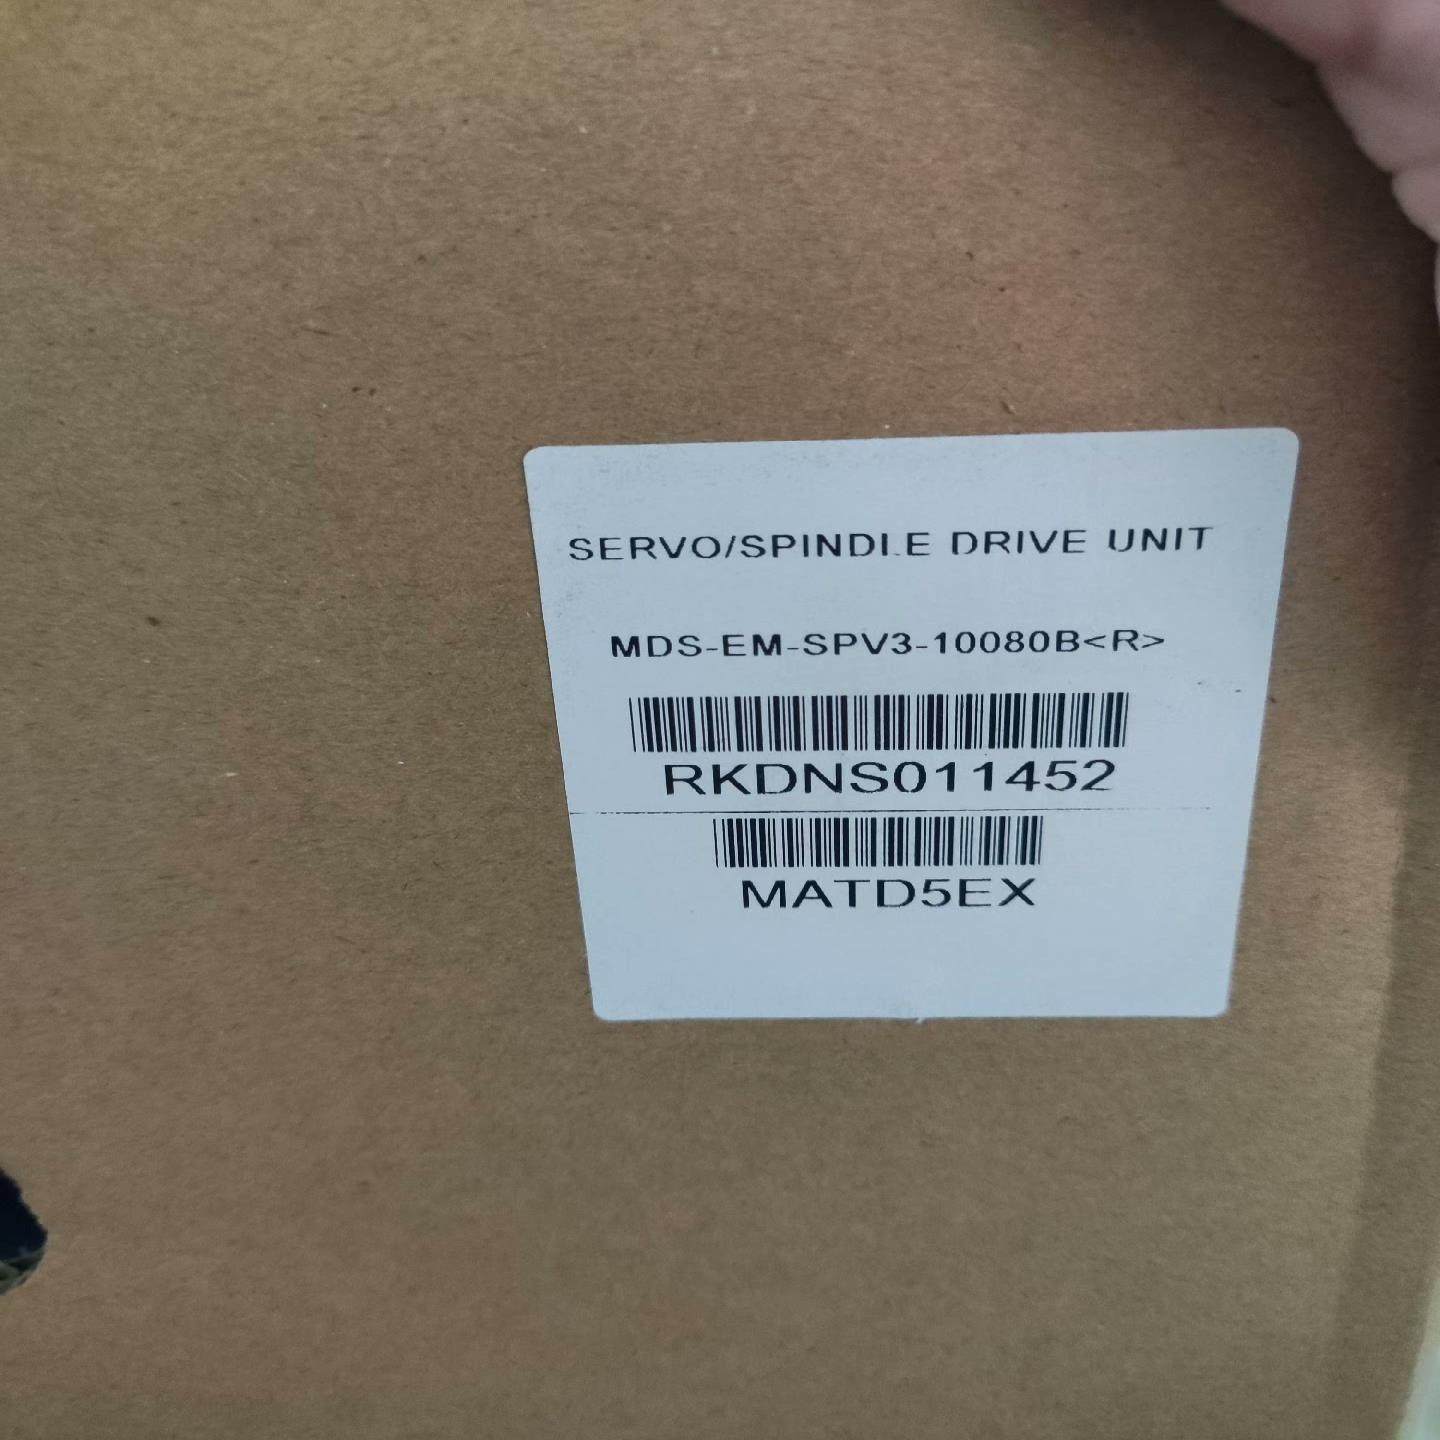 SERVO/SPINDLE DRIVE UNIT
MDS-EM-SPV3-10080B<R>
RKDNS011452
MATD5EX